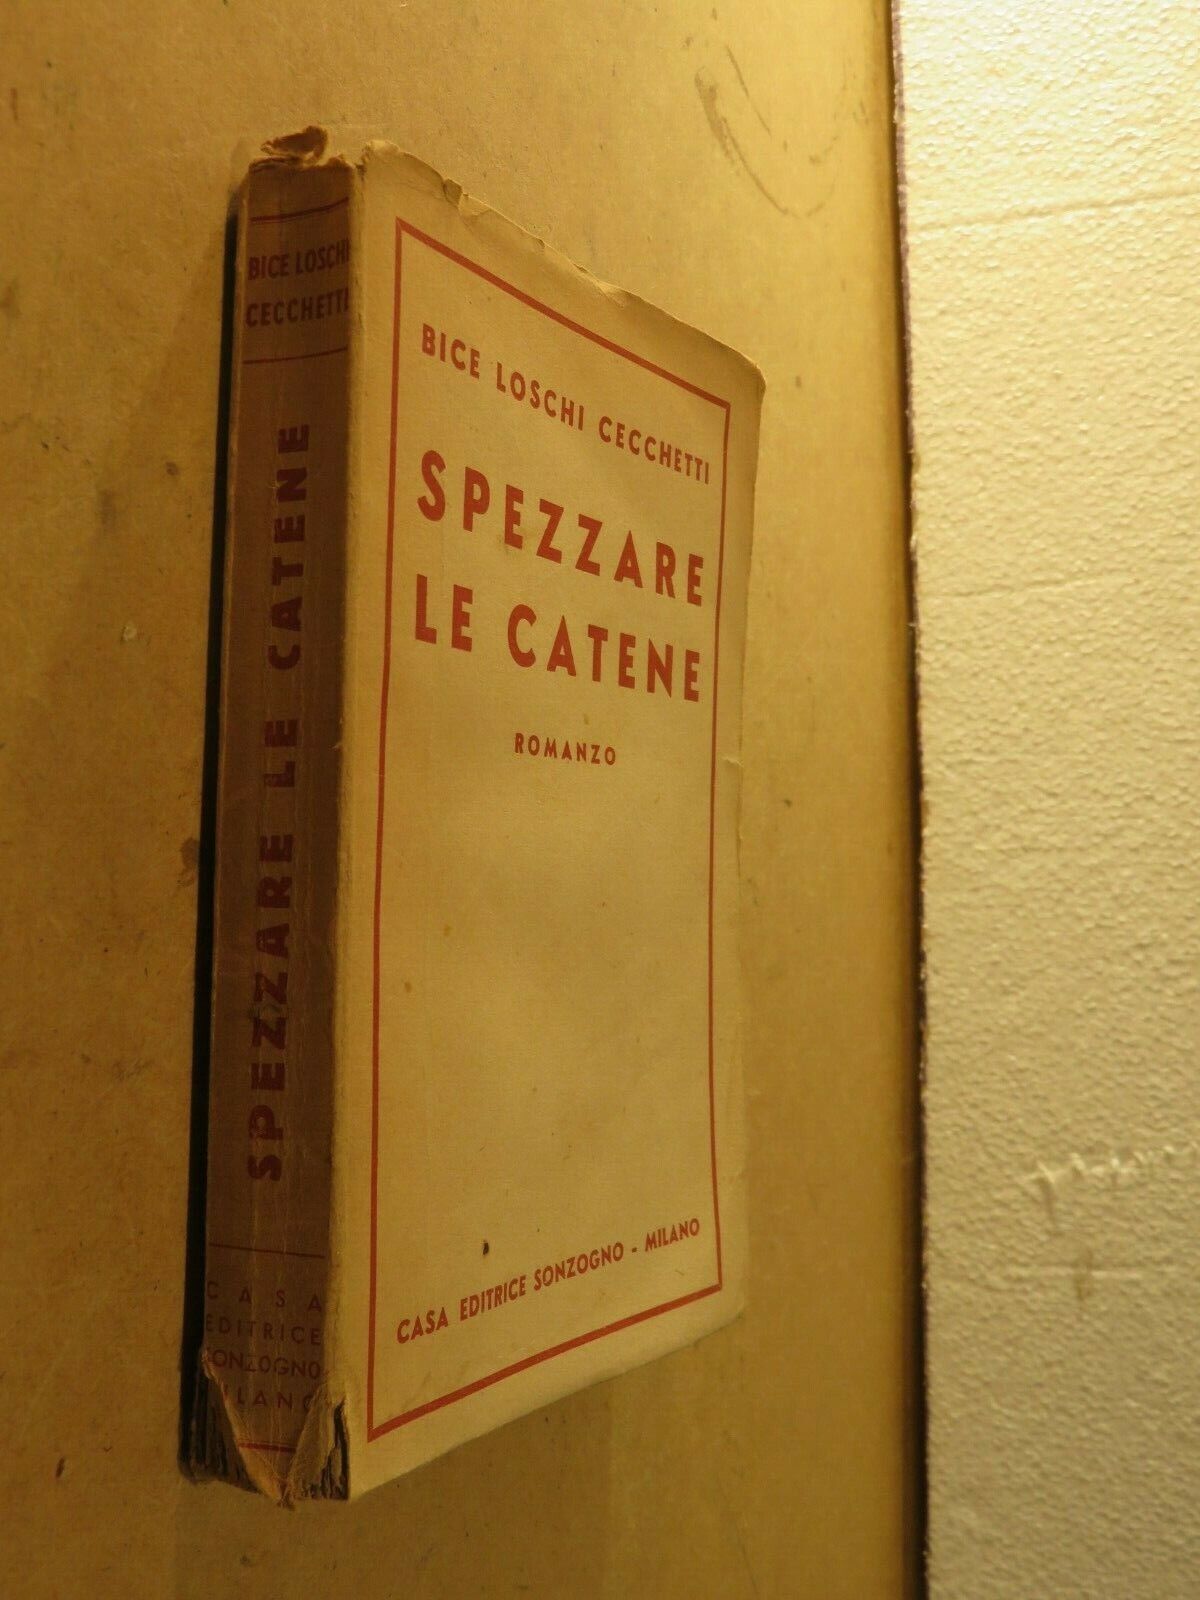 BICE LOSCHI
CECCHETTI
SPEZZARE LE CATENE
CASA
EDITRICE
SONZOGNO
MILANO
BICE LOSCHI CECCHETTI
SPEZZARE
LE CATENE
ROMANZO
CASA EDITRICE SONZOGNO - MILANO